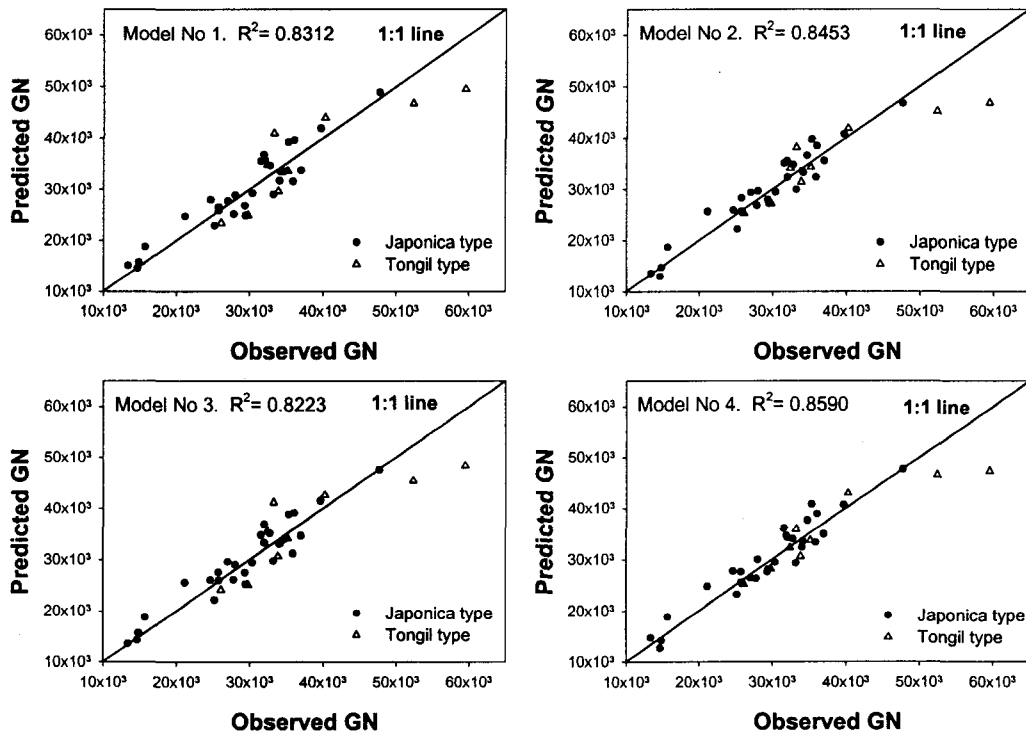 Model No 1. R²= 0.8312 1:1 line
Predicted GN
60x10³
50x10³
40x10³
30x10³
20x10³
10x10³
Japonica type
Tongil type
10x10³ 20x10³ 30x10³ 40x10³ 50x10³ 60x10³
Observed GN
Model No 2. R²= 0.8453 1:1 line
Predicted GN
60x10³
50x10³
40x10³
30x10³
20x10³
10x10³
Japonica type
Tongil type
10x10³ 20x10³ 30x10³ 40x10³ 50x10³ 60x10³
Observed GN
Model No 3. R²= 0.8223 1:1 line
Predicted GN
60x10³
50x10³
40x10³
30x10³
20x10³
10x10³
Japonica type
Tongil type
10x10³ 20x10³ 30x10³ 40x10³ 50x10³ 60x10³
Observed GN
Model No 4. R²= 0.8590 1:1 line
Predicted GN
60x10³
50x10³
40x10³
30x10³
20x10³
10x10³
Japonica type
Tongil type
10x10³ 20x10³ 30x10³ 40x10³ 50x10³ 60x10³
Observed GN